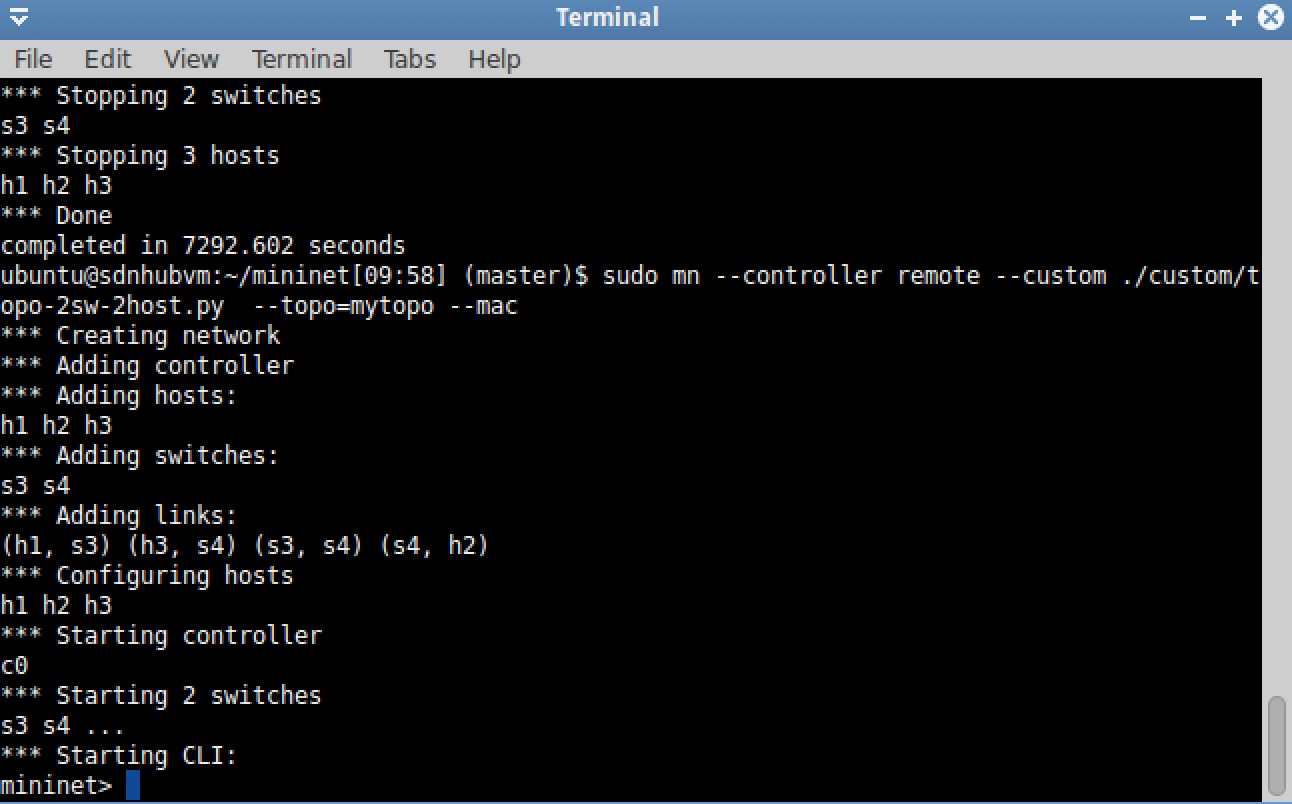 Terminal
File Edit View Terminal Tabs Help
*** Stopping 2 switches
s3 s4
*** Stopping 3 hosts
h1 h2 h3
*** Done
completed in 7292.602 seconds
ubuntu@sdnhubvm:~/mininet[09:58] (master)$ sudo mn --controller remote --custom ./custom/t
opo-2sw-2host.py  --topo=mytopo --mac
*** Creating network
*** Adding controller
*** Adding hosts:
h1 h2 h3
*** Adding switches:
s3 s4
*** Adding links:
(h1, s3) (h3, s4) (s3, s4) (s4, h2)
*** Configuring hosts
h1 h2 h3
*** Starting controller
c0
*** Starting 2 switches
s3 s4 ...
*** Starting CLI:
mininet>